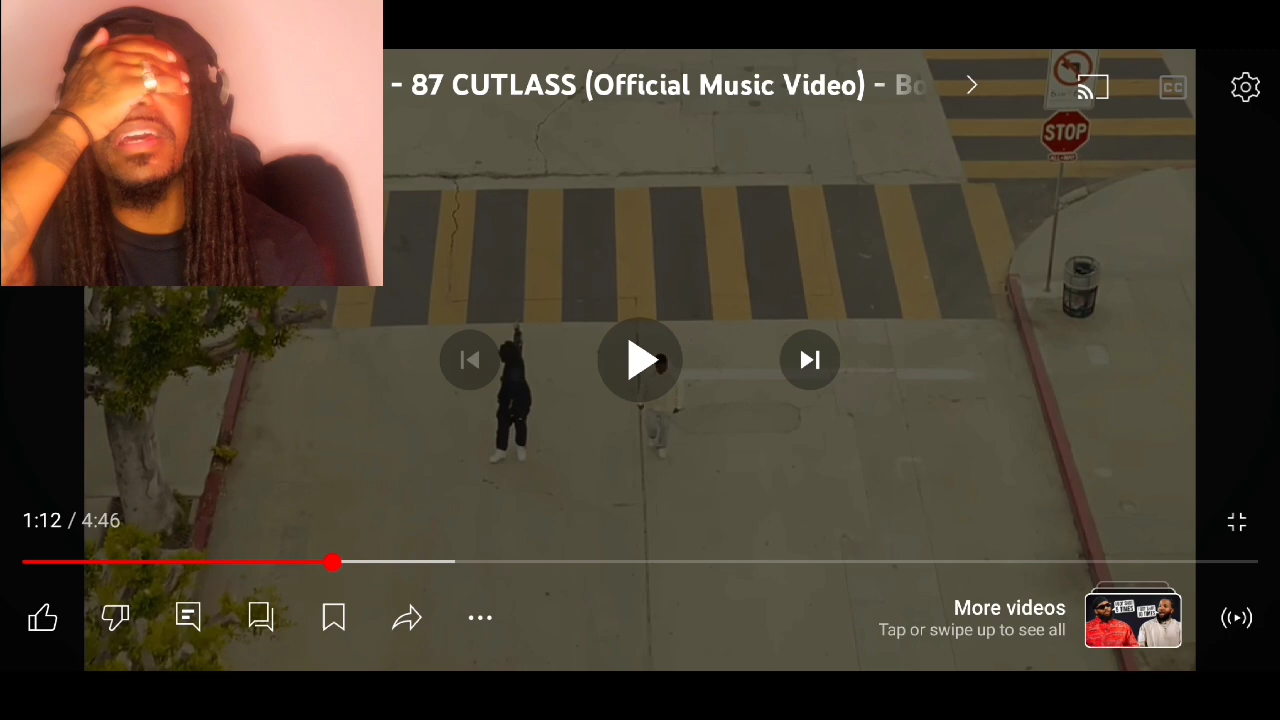 - 87 CUTLASS (Official Music Video) - Bo
CC
STOP
ALL-WAY
1:12 / 4:46
More videos
Tap or swipe up to see all